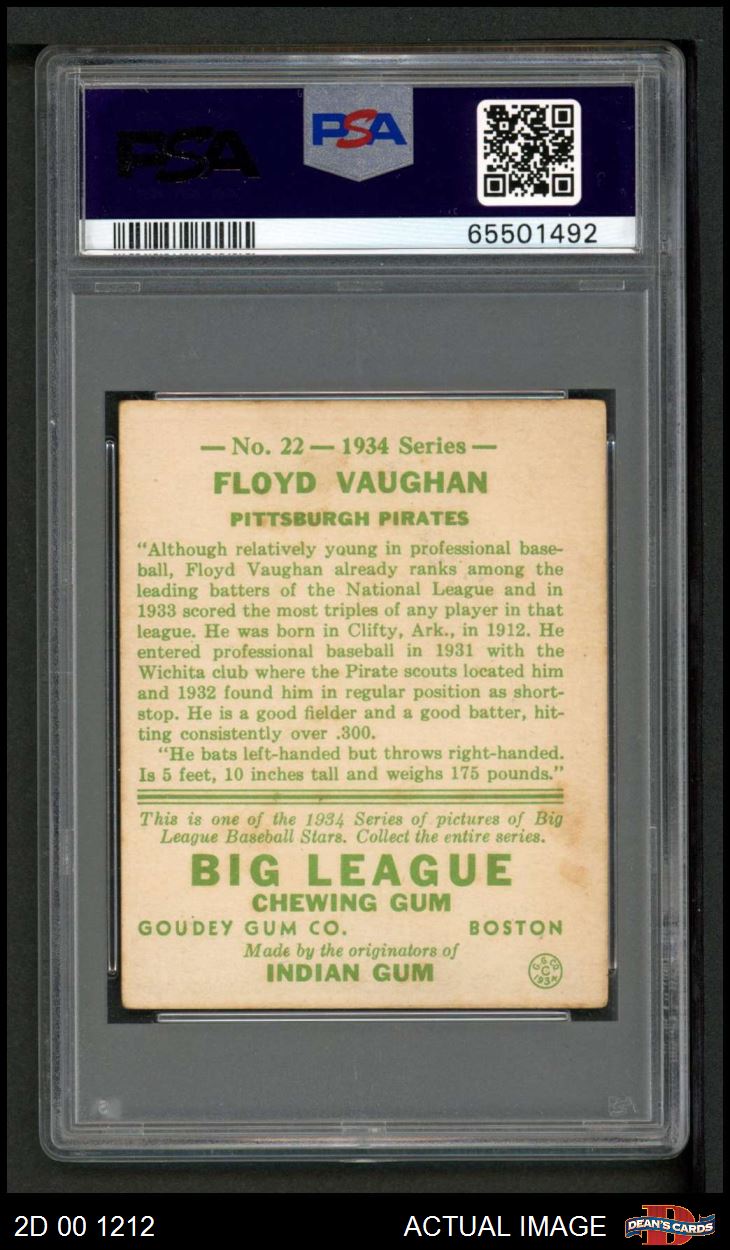 PSA
PSA
65501492
— No. 22 — 1934 Series —
FLOYD VAUGHAN
PITTSBURGH PIRATES
“Although relatively young in professional base-
ball, Floyd Vaughan already ranks among the
leading batters of the National League and in
1933 scored the most triples of any player in that
league. He was born in Clifty, Ark., in 1912. He
entered professional baseball in 1931 with the
Wichita club where the Pirate scouts located him
and 1932 found him in regular position as short-
stop. He is a good fielder and a good batter, hit-
ting consistently over .300.
“He bats left-handed but throws right-handed.
Is 5 feet, 10 inches tall and weighs 175 pounds.”
This is one of the 1934 Series of pictures of Big
League Baseball Stars. Collect the entire series.
BIG LEAGUE
CHEWING GUM
GOUDEY GUM CO. BOSTON
Made by the originators of
INDIAN GUM
G. G. CO.
C
1934
PSA
2D 00 1212
ACTUAL IMAGE
D
DEAN'S CARDS